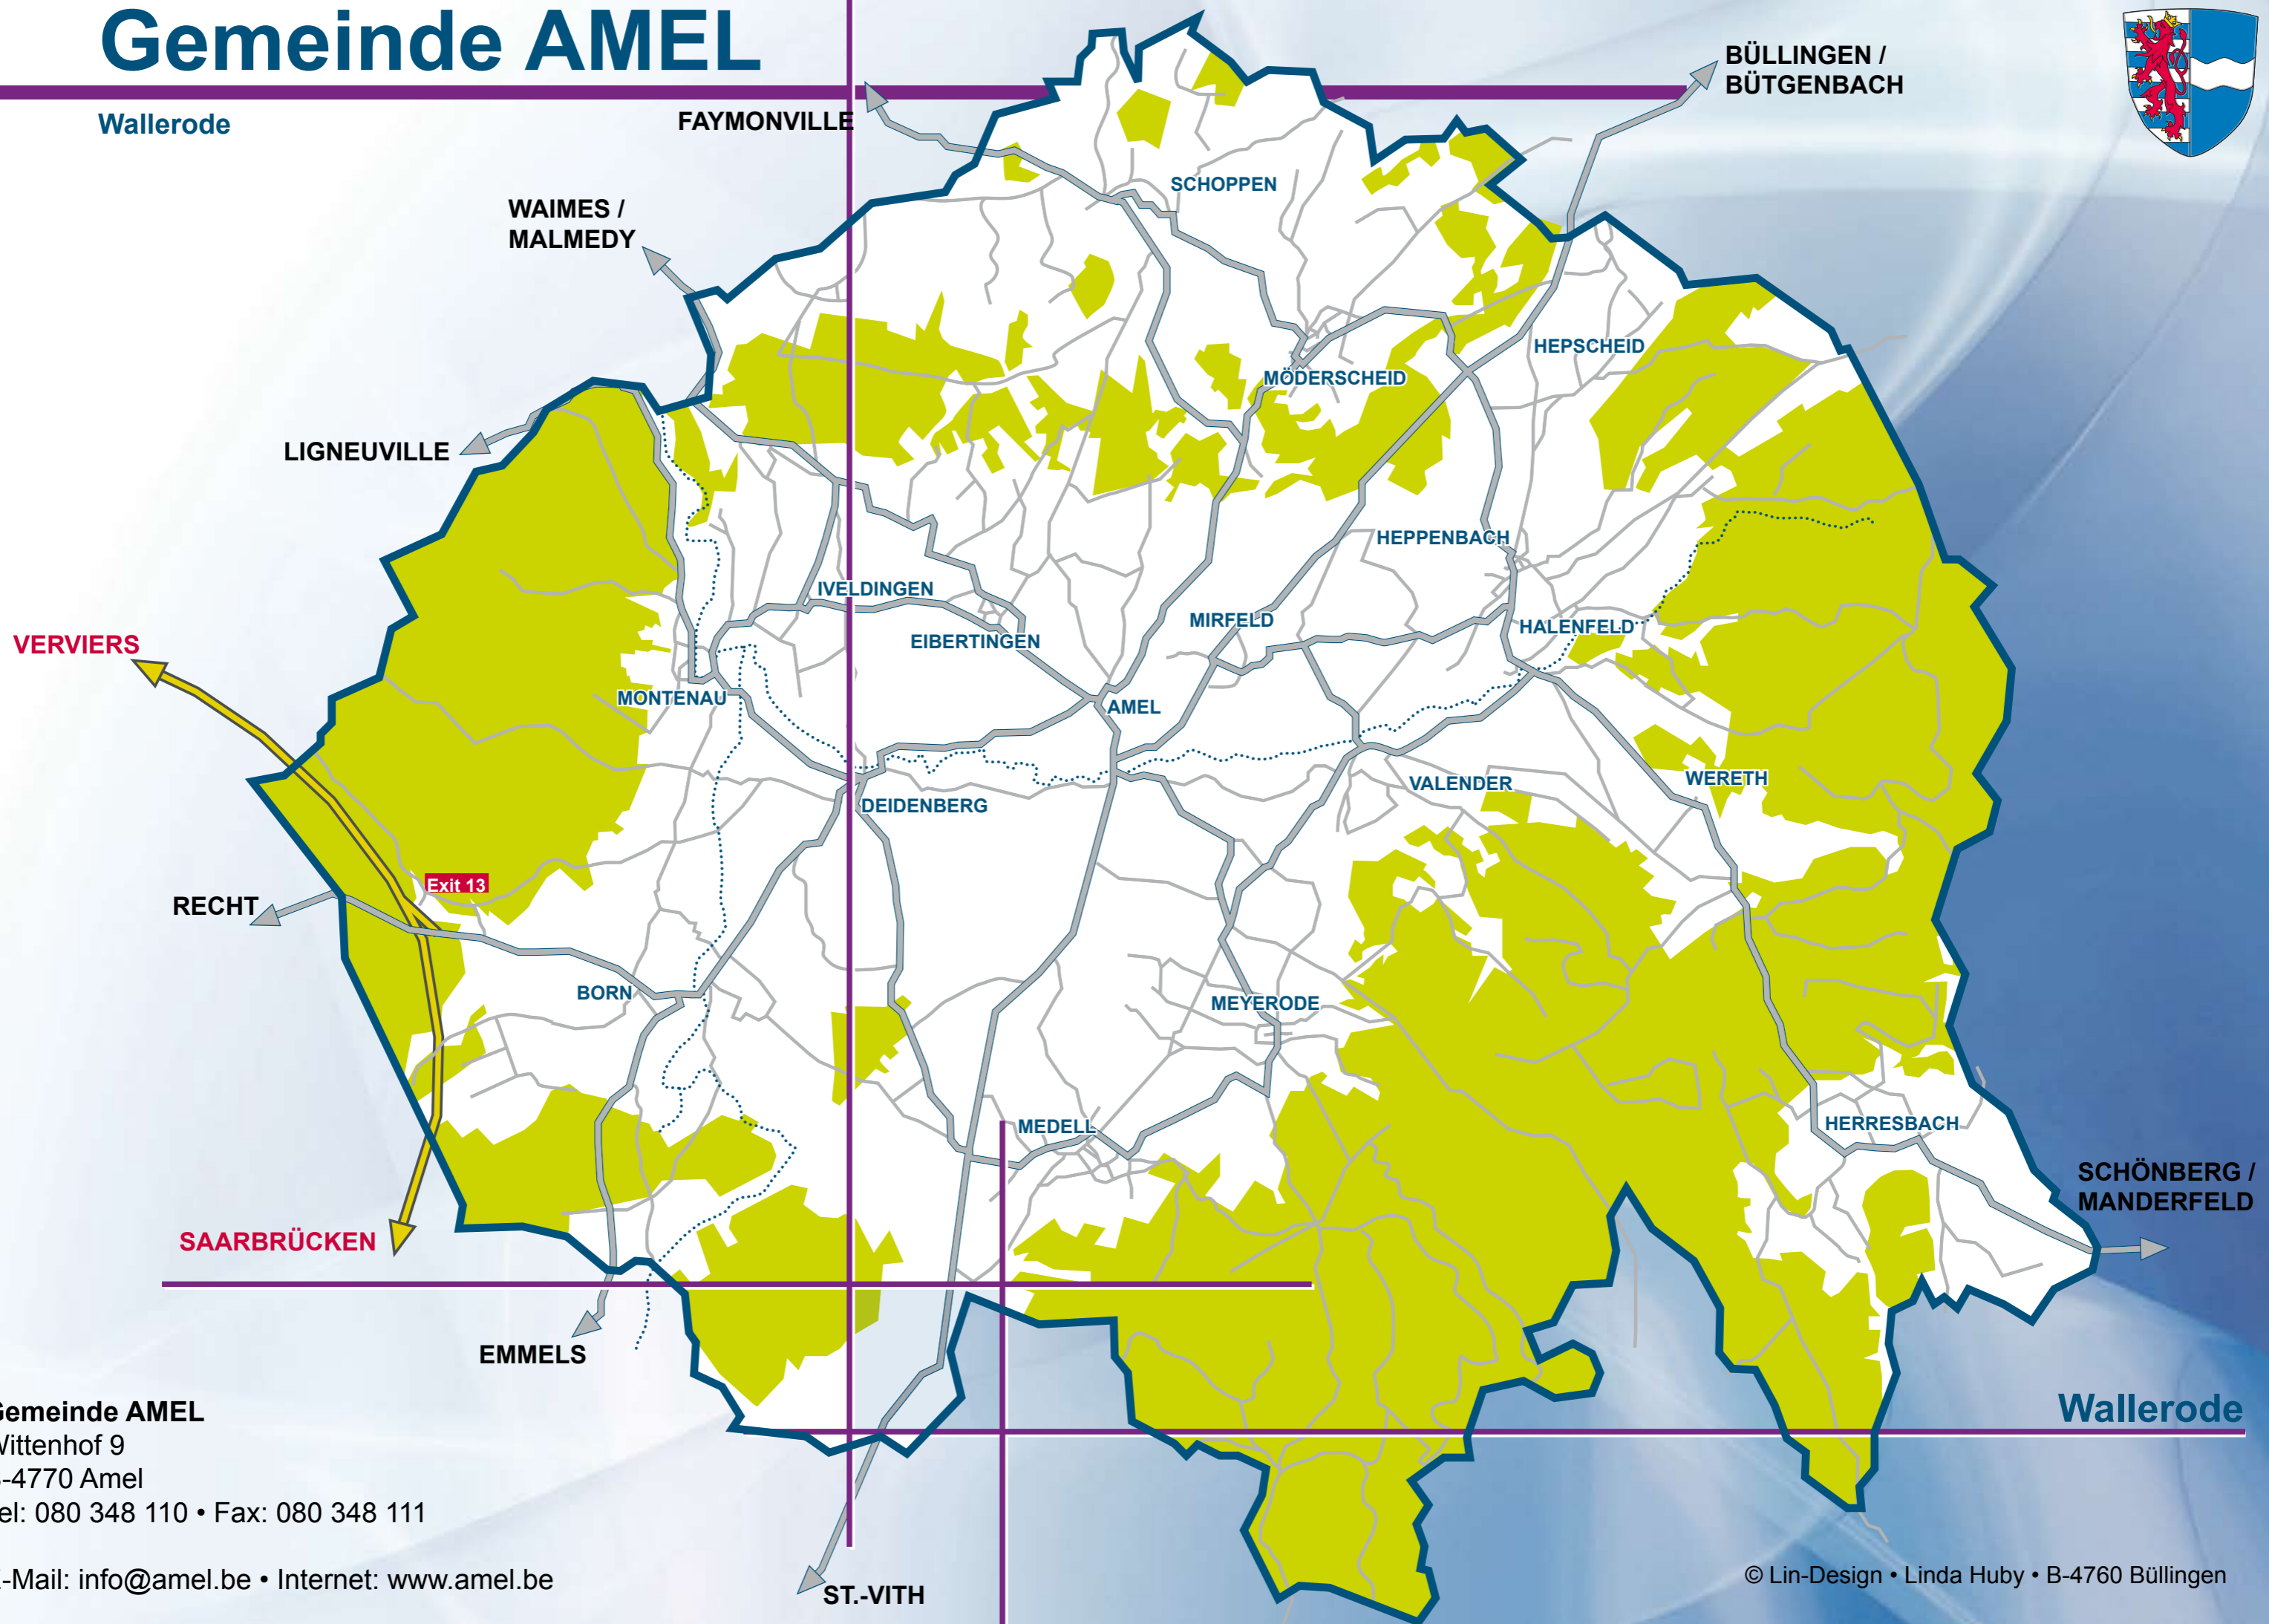 Gemeinde AMEL
Wallerode
FAYMONVILLE
BÜLLINGEN /
BÜTGENBACH
SCHOPPEN
WAIMES /
MALMEDY
HEPSCHEID
MÖDERSCHEID
LIGNEUVILLE
HEPPENBACH
IVELDINGEN
MIRFELD
HALENFELD
EIBERTINGEN
VERVIERS
MONTENAU
AMEL
WERETH
VALENDER
DEIDENBERG
Exit 13
RECHT
BORN
MEYERODE
MEDELL
HERRESBACH
SCHÖNBERG /
MANDERFELD
SAARBRÜCKEN
EMMELS
Wallerode
Gemeinde AMEL
Wittenhof 9
-4770 Amel
el: 080 348 110 • Fax: 080 348 111
-Mail: info@amel.be • Internet: www.amel.be
ST.-VITH
© Lin-Design • Linda Huby • B-4760 Büllingen